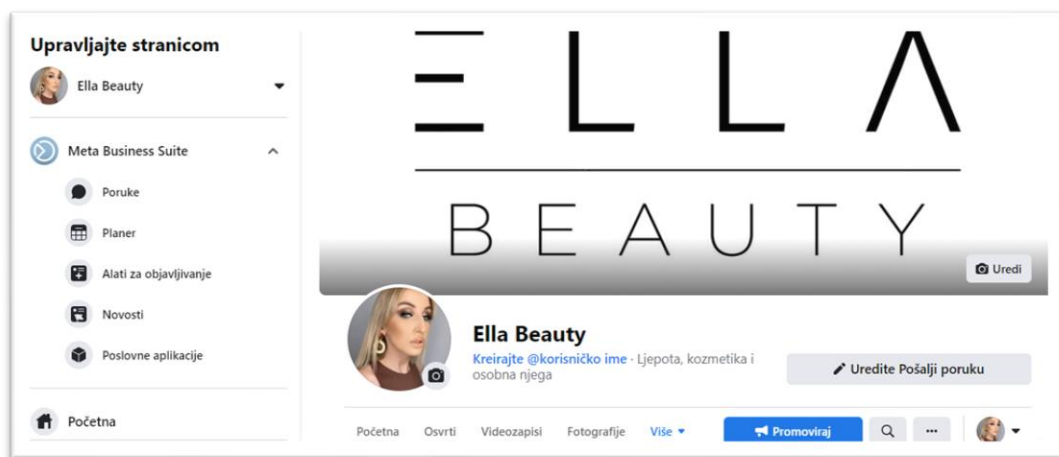 Upravljajte stranicom
Ella Beauty
Meta Business Suite
Poruke
Planer
Alati za objavljivanje
Novosti
Poslovne aplikacije
Početna
ELLA
BEAUTY
Uredi
Ella Beauty
Kreirajte @korisničko ime · Ljepota, kozmetika i
osobna njega
Uredite Pošalji poruku
Početna Osvrti Videozapisi Fotografije Više Promoviraj